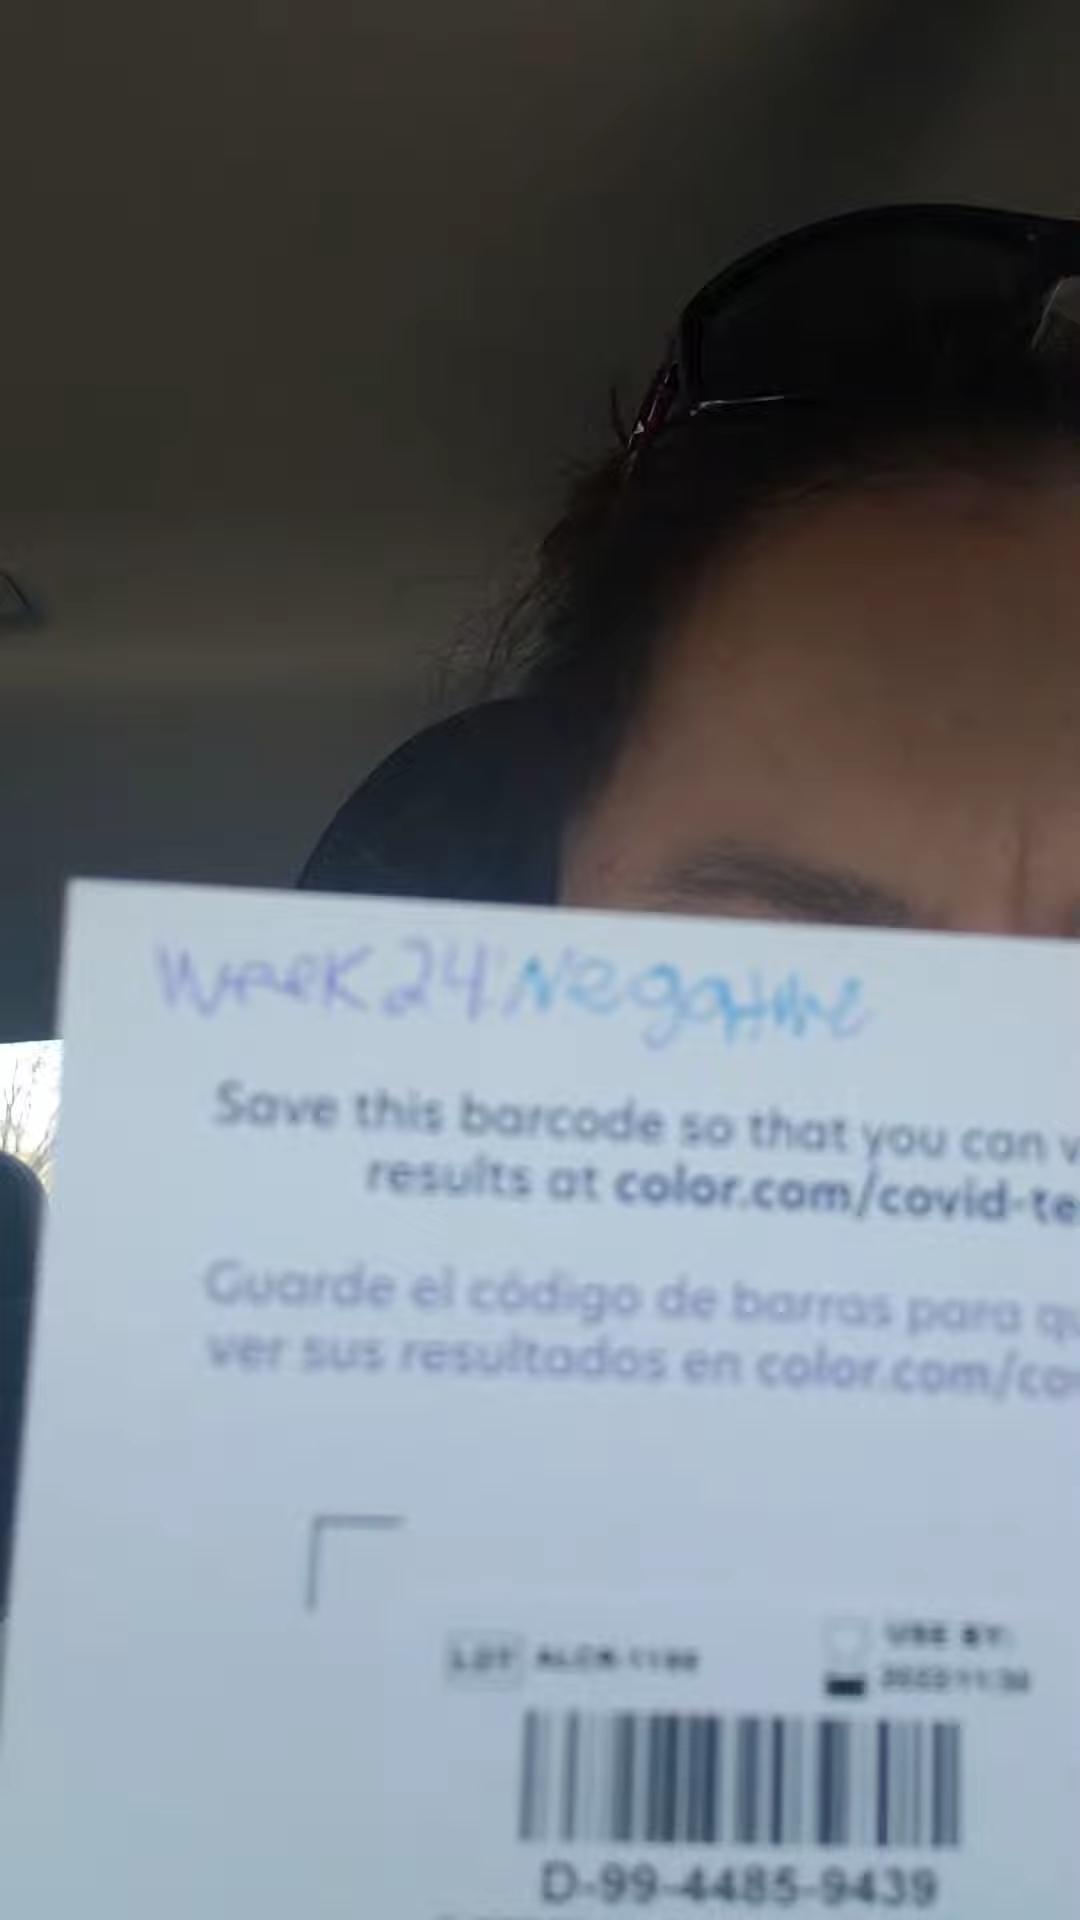 Week 24: Negative
Save this barcode so that you can
results at color.com/covid-te
Guarde el código de barras para qu
ver sus resultados en color.com/co
LOT
USE BY:
D-99-4485-9439